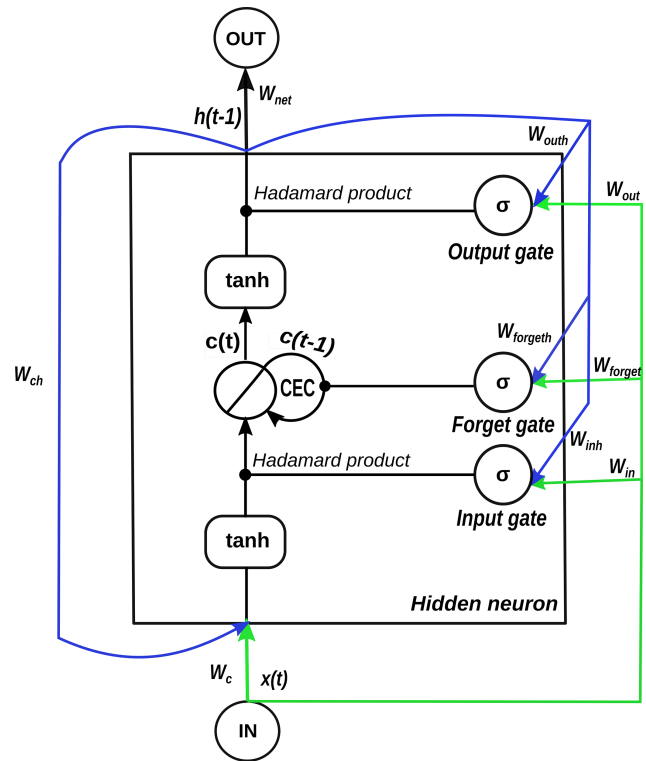 OUT
W_net
h(t-1)
W_outh
Hadamard product
σ
W_out
Output gate
tanh
c(t)
c(t-1)
W_forgeth
W_forget
W_ch
CEC
σ
Forget gate
W_inh
Hadamard product
σ
W_in
Input gate
tanh
Hidden neuron
W_c
x(t)
IN